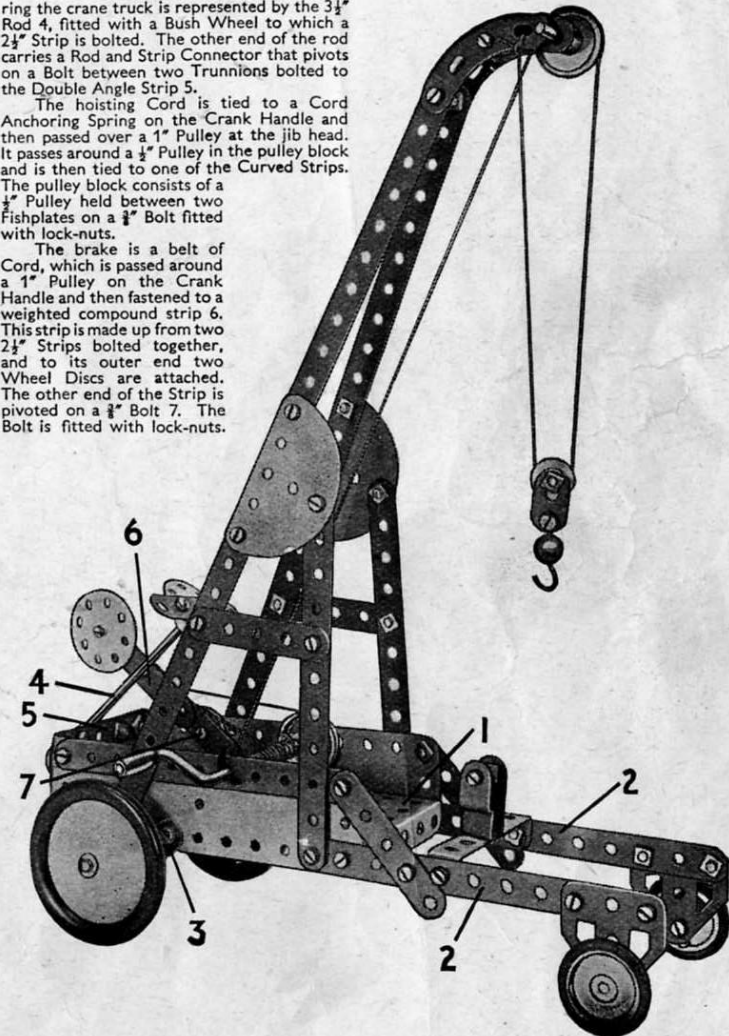 ring the crane truck is represented by the 3½"
Rod 4, fitted with a Bush Wheel to which a
2½" Strip is bolted. The other end of the rod
carries a Rod and Strip Connector that pivots
on a Bolt between two Trunnions bolted to
the Double Angle Strip 5.
The hoisting Cord is tied to a Cord
Anchoring Spring on the Crank Handle and
then passed over a 1" Pulley at the jib head.
It passes around a ½" Pulley in the pulley block
and is then tied to one of the Curved Strips.
The pulley block consists of a
½" Pulley held between two
Fishplates on a ¾" Bolt fitted
with lock-nuts.
The brake is a belt of
Cord, which is passed around
a 1" Pulley on the Crank
Handle and then fastened to a
weighted compound strip 6.
This strip is made up from two
2½" Strips bolted together,
and to its outer end two
Wheel Discs are attached.
The other end of the Strip is
pivoted on a ¾" Bolt 7. The
Bolt is fitted with lock-nuts.
6
4
5
7
1
2
3
2